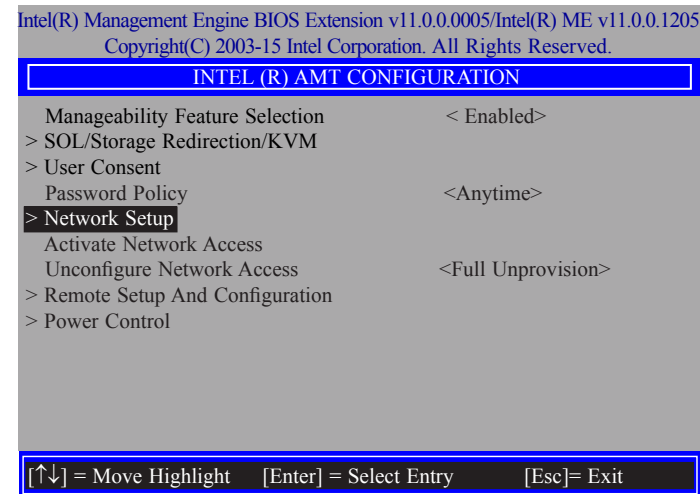 Intel(R) Management Engine BIOS Extension v11.0.0.0005/Intel(R) ME v11.0.0.1205
Copyright(C) 2003-15 Intel Corporation. All Rights Reserved.
INTEL (R) AMT CONFIGURATION
Manageability Feature Selection < Enabled>
> SOL/Storage Redirection/KVM
> User Consent
Password Policy <Anytime>
> Network Setup
Activate Network Access
Unconfigure Network Access <Full Unprovision>
> Remote Setup And Configuration
> Power Control
[↑↓] = Move Highlight [Enter] = Select Entry [Esc]= Exit